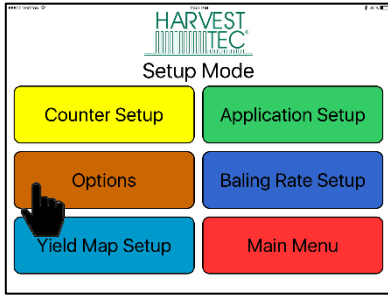 HARVEST
TEC
Setup Mode
Counter Setup
Application Setup
Options
Baling Rate Setup
Yield Map Setup
Main Menu